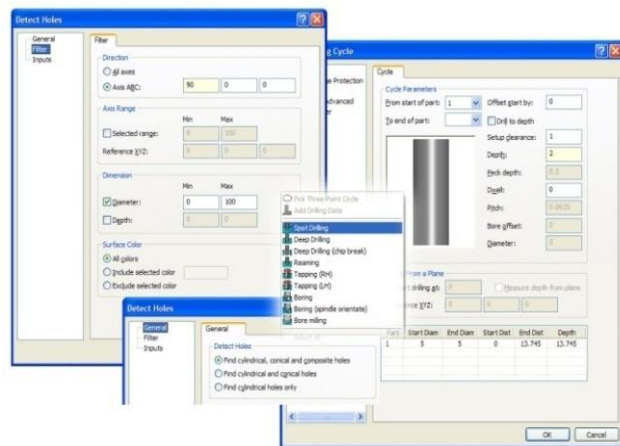 Detect Holes
General
Filter
Inputs
Filter
Direction
All axes
Axis ABC: 90 0 0
Axis Range
Min Max
Selected range: 0 100
Reference XYZ: 0 0 0
Dimension
Min Max
Diameter: 0 100
Depth: 0 0
Surface Color
All colors
Include selected color
Exclude selected color
Detect Holes
General
Filter
Inputs
General
Detect Holes
Find cylindrical, conical and composite holes
Find cylindrical and conical holes
Find cylindrical holes only
Pick Three Point Circle
Add Drilling Data
Spot Drilling
Deep Drilling
Deep Drilling (chip break)
Reaming
Tapping (RH)
Tapping (LH)
Boring
Boring (spindle orientate)
Bore milling
Cycle
Protection
Advanced
Cycle
Cycle Parameters
From start of part: 1
Offset start by: 0
To end of part:
Drill to depth
Setup clearance: 1
Depth: 2
Peck depth: 0.0
Dwell: 0
Pitch: 0.0625
Bore offset: 0
Diameter: 5
From a Plane
drilling at: 0
Measure depth from plane
XYZ: 0 0 0
Part Start Diam End Diam Start Dist End Dist Depth
1 5 5 0 13.745 13.745
OK Cancel